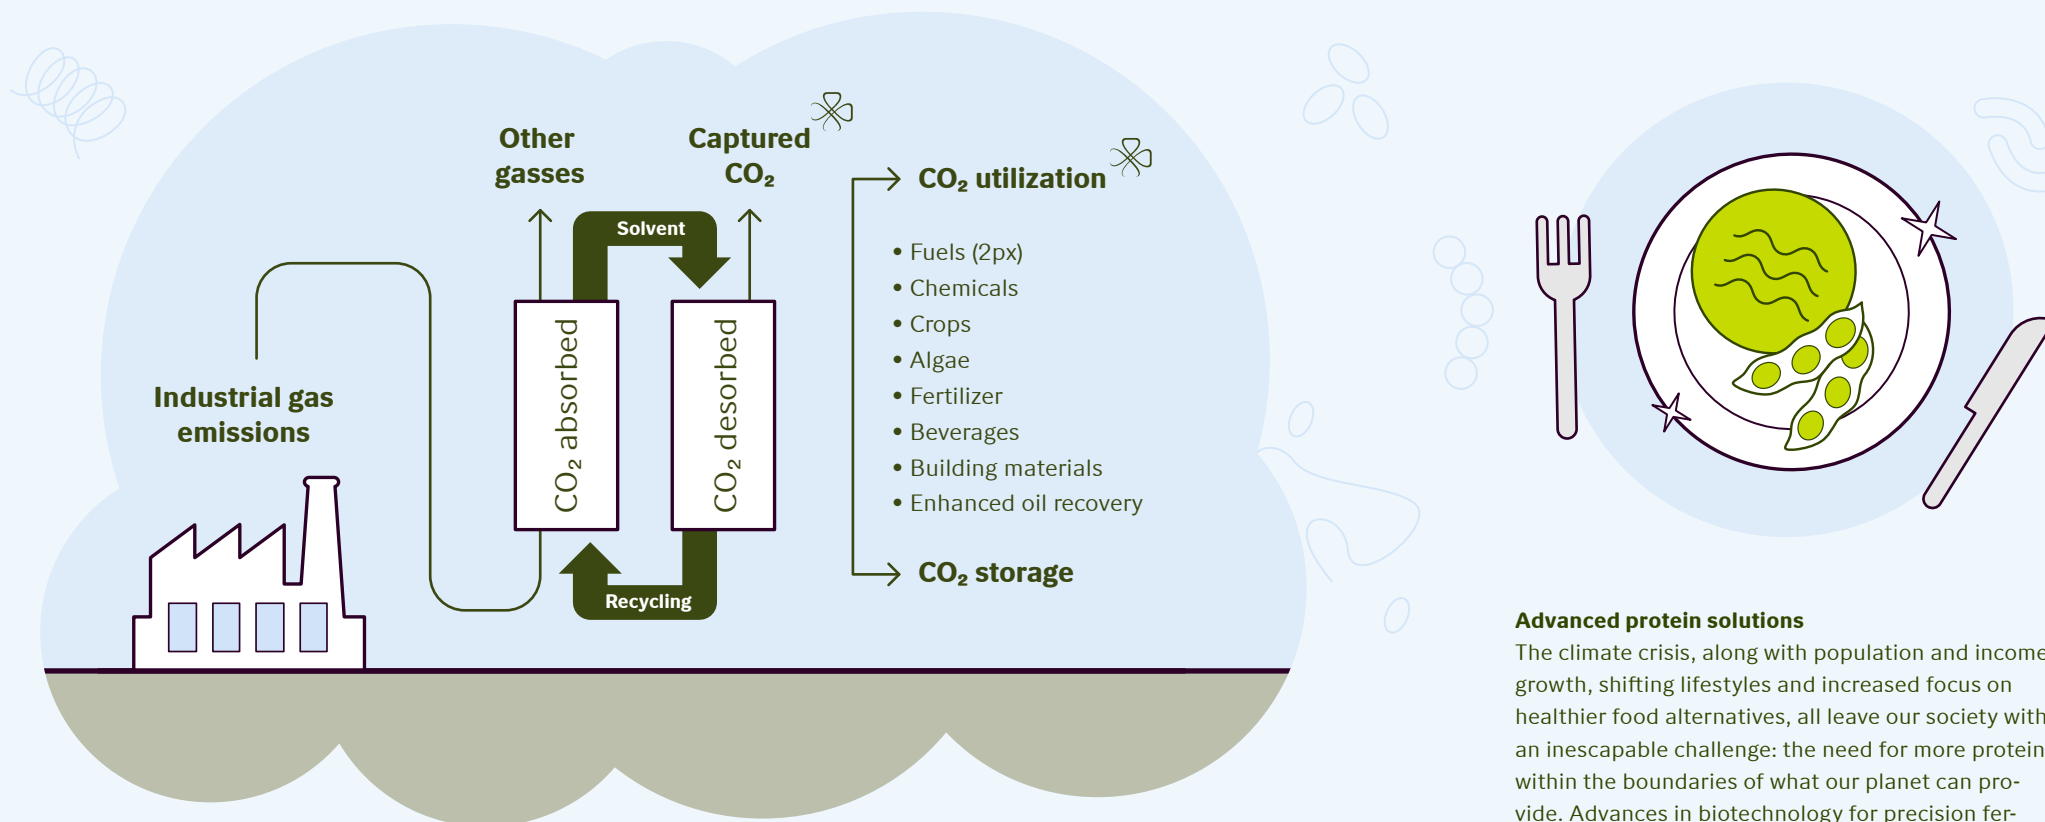 Other
gasses
Captured
CO₂
CO₂ utilization
Solvent
• Fuels (2px)
• Chemicals
• Crops
• Algae
• Fertilizer
• Beverages
• Building materials
• Enhanced oil recovery
CO₂ absorbed
CO₂ desorbed
Industrial gas
emissions
CO₂ storage
Recycling
Advanced protein solutions
The climate crisis, along with population and income
growth, shifting lifestyles and increased focus on
healthier food alternatives, all leave our society with
an inescapable challenge: the need for more protein
within the boundaries of what our planet can pro-
vide. Advances in biotechnology for precision fer-